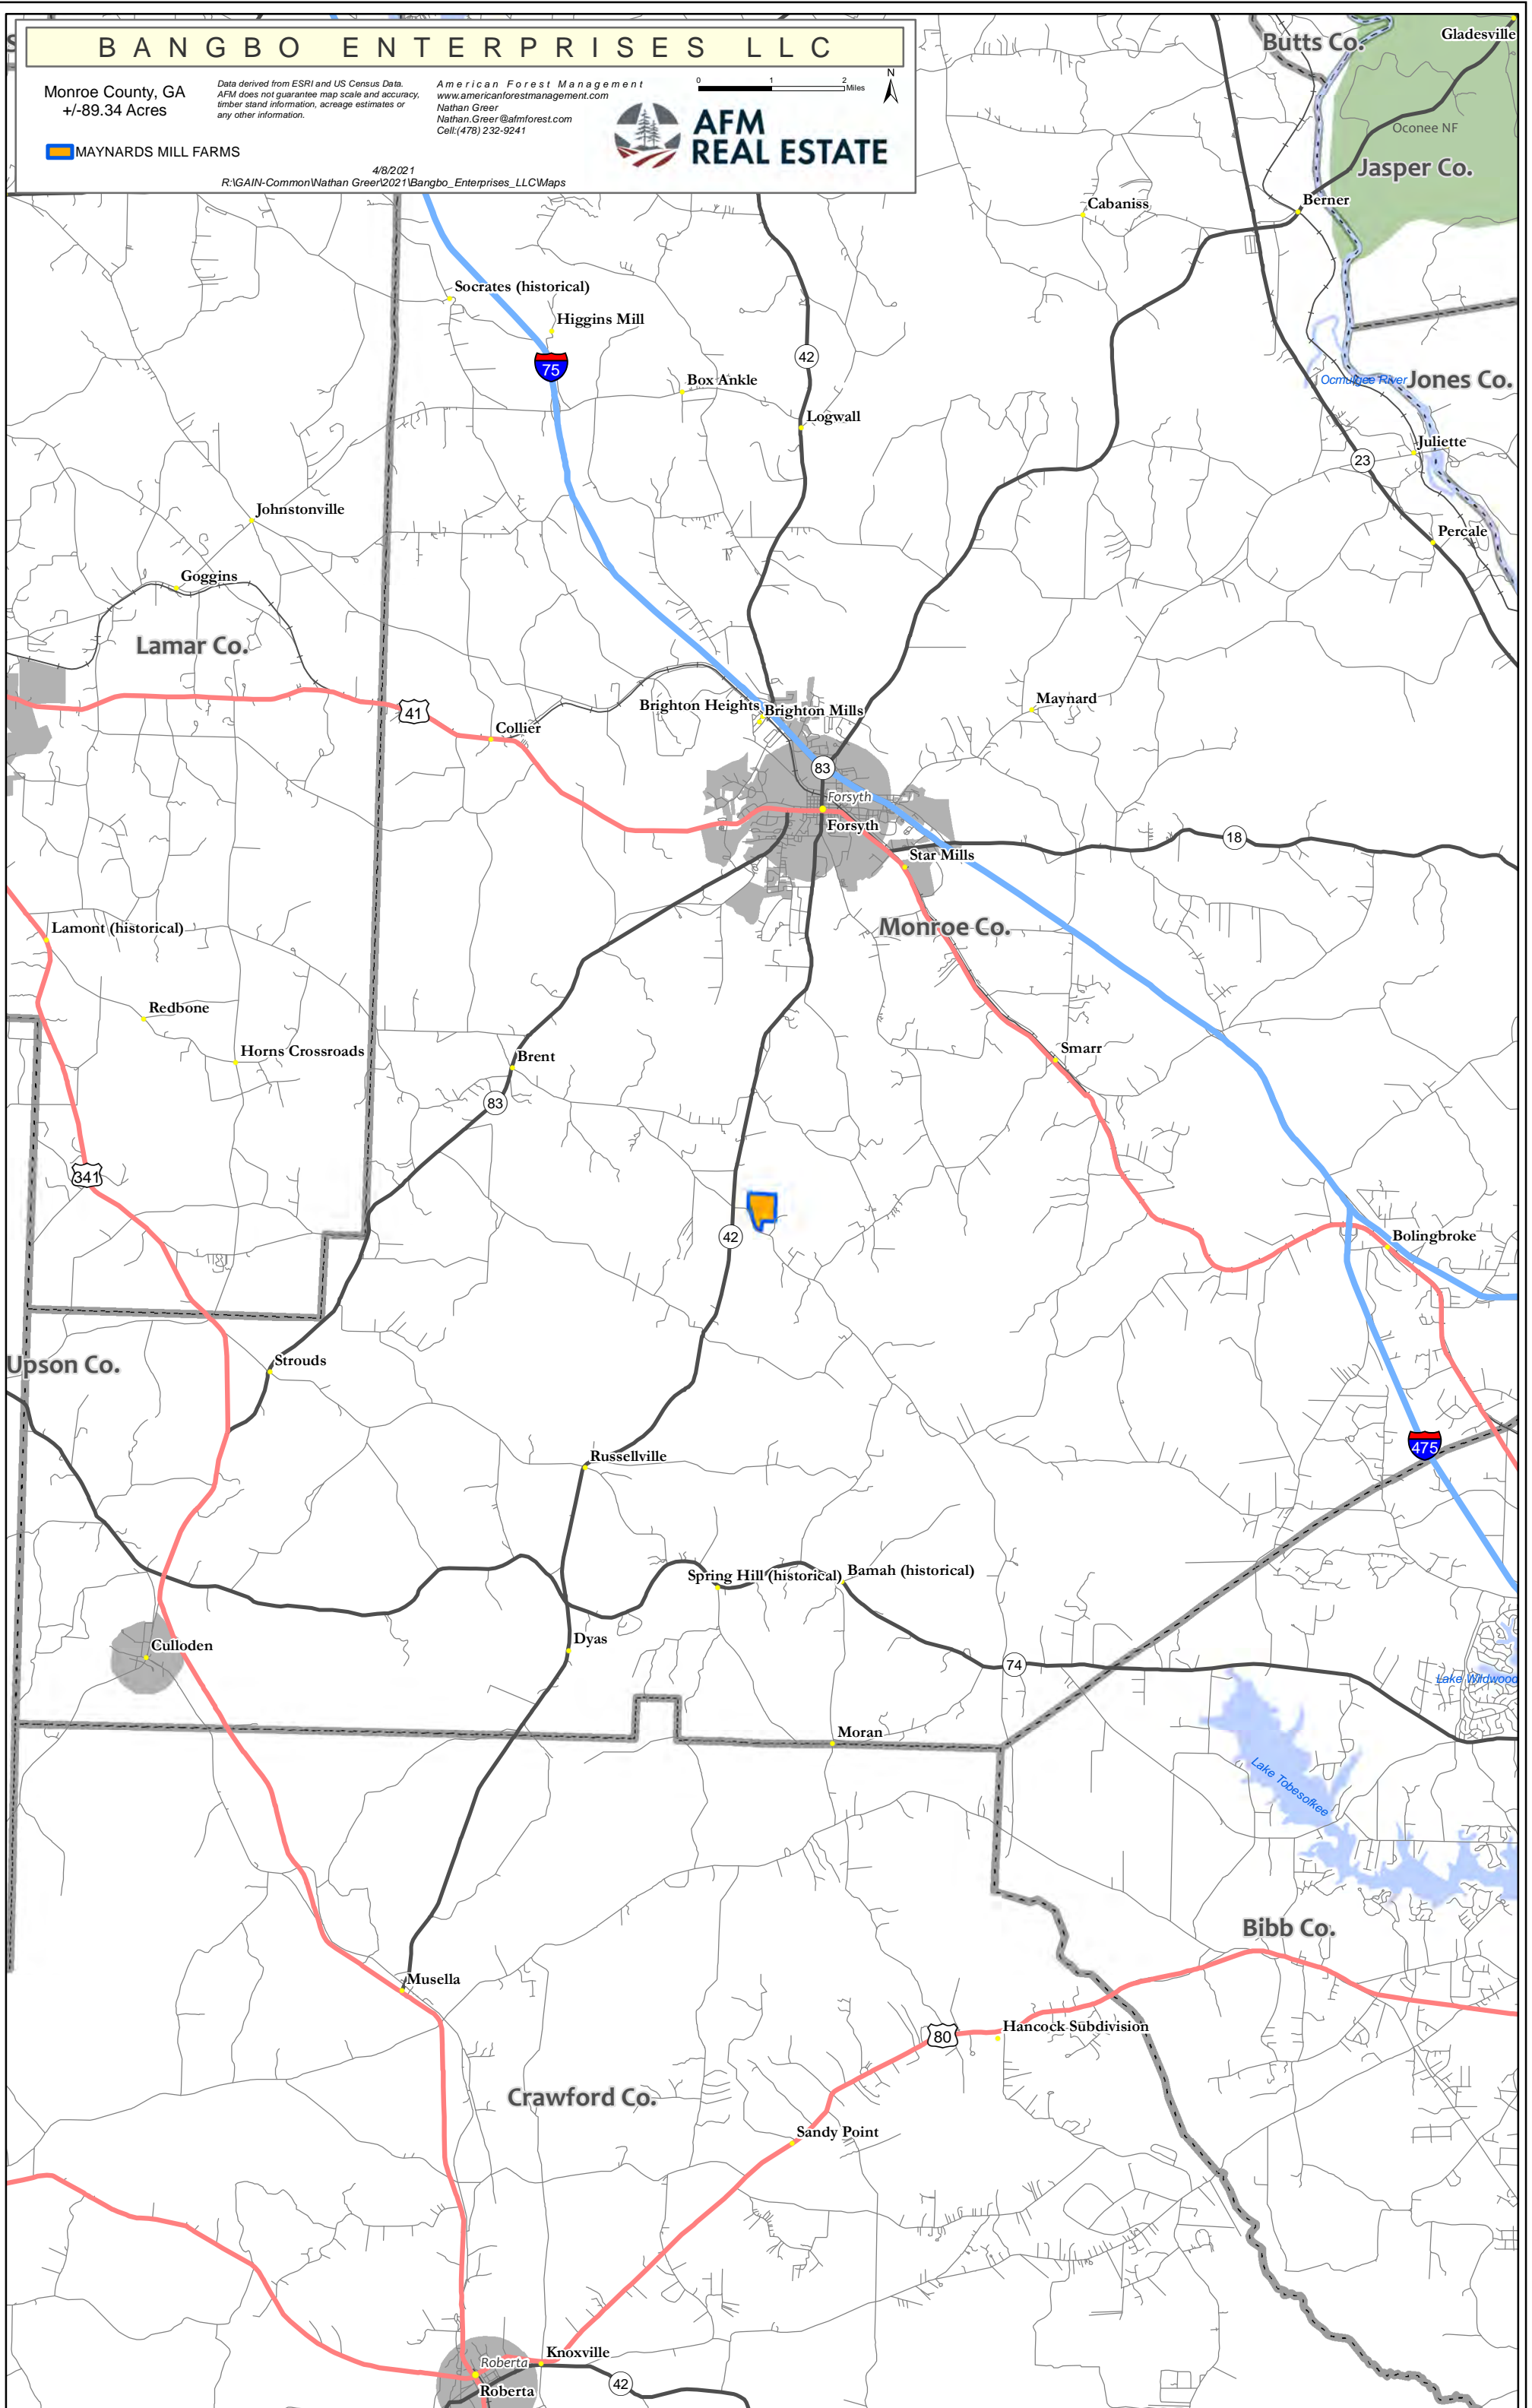 BANGBO ENTERPRISES LLC
Monroe County, GA
+/-89.34 Acres
Data derived from ESRI and US Census Data.
AFM does not guarantee map scale and accuracy,
timber stand information, acreage estimates or
any other information.
American Forest Management
www.americanforestmanagement.com
Nathan Greer
Nathan.Greer@afmforest.com
Cell:(478) 232-9241
0 1 2
Miles
N
AFM
REAL ESTATE
MAYNARDS MILL FARMS
4/8/2021
R:\GAIN-Common\Nathan Greer\2021\Bangbo_Enterprises_LLC\Maps
Butts Co.
Gladesville
Oconee NF
Jasper Co.
Cabaniss
Berner
Socrates (historical)
Higgins Mill
75
42
Box Ankle
Ocmulgee River
Jones Co.
Logwall
Juliette
23
Johnstonville
Percale
Goggins
Lamar Co.
Maynard
Brighton Heights
Brighton Mills
41
Collier
83
Forsyth
Forsyth
18
Star Mills
Lamont (historical)
Monroe Co.
Redbone
Horns Crossroads
Brent
Smarr
83
341
42
Bolingbroke
Upson Co.
Strouds
475
Russellville
Spring Hill (historical)
Bamah (historical)
Culloden
Dyas
74
Lake Wildwood
Moran
Lake Tobesofkee
Bibb Co.
Musella
80
Hancock Subdivision
Crawford Co.
Sandy Point
Knoxville
Roberta
Roberta
42